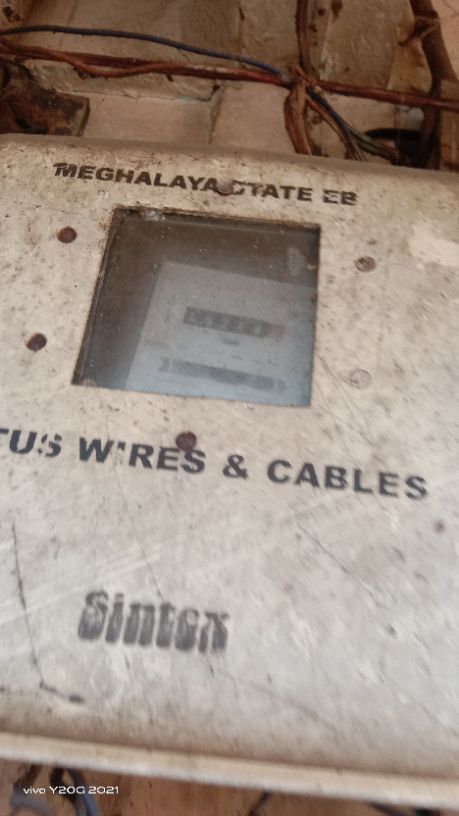 MEGHALAYA STATE EB
TUS WIRES & CABLES
Sintex
vivo Y20G 2021